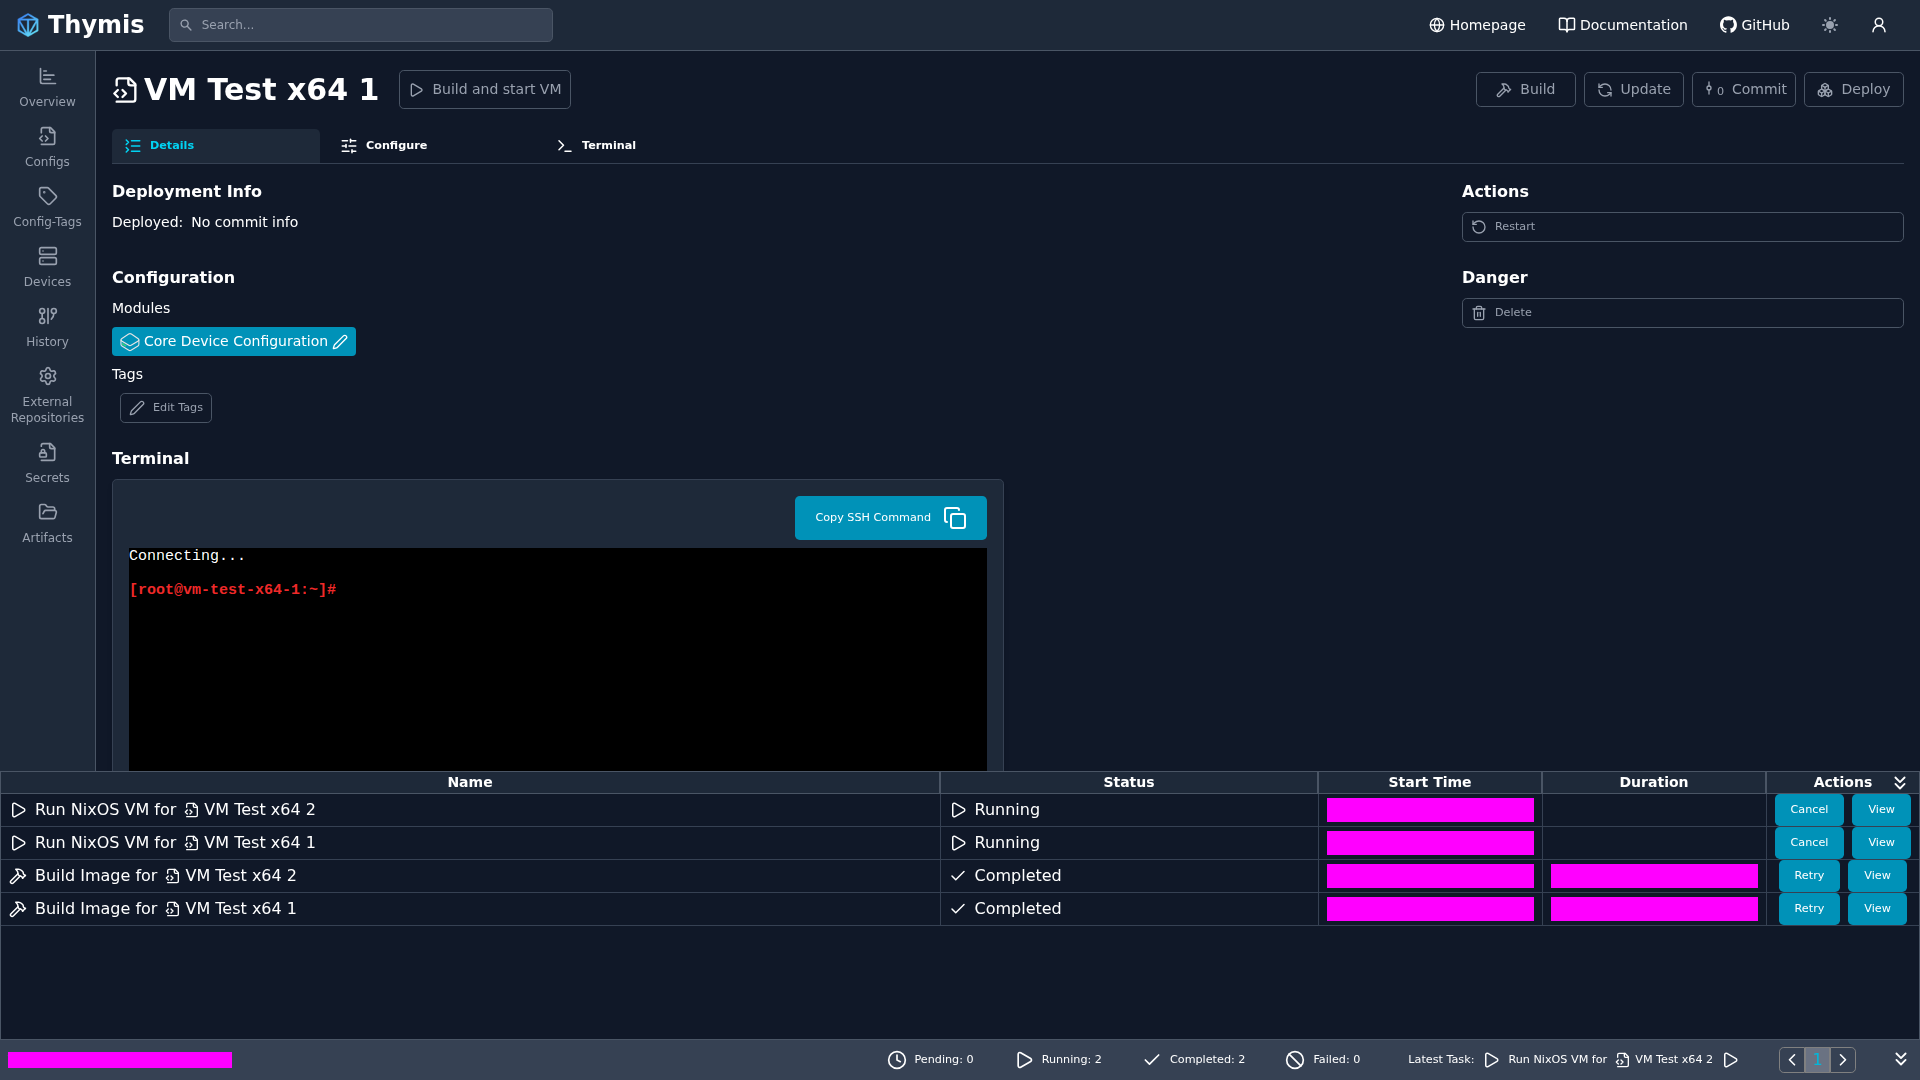 Thymis
Search...
Homepage
Documentation
GitHub
Overview
Configs
Config-Tags
Devices
History
External
Repositories
Secrets
Artifacts
VM Test x64 1
Build and start VM
Build
Update
0 Commit
Deploy
Details
Configure
Terminal
Deployment Info
Deployed: No commit info
Configuration
Modules
Core Device Configuration
Tags
Edit Tags
Actions
Restart
Danger
Delete
Terminal
Copy SSH Command
Connecting...
[root@vm-test-x64-1:~]#
Name Status Start Time Duration Actions
Run NixOS VM for VM Test x64 2 Running Cancel View
Run NixOS VM for VM Test x64 1 Running Cancel View
Build Image for VM Test x64 2 Completed Retry View
Build Image for VM Test x64 1 Completed Retry View
Pending: 0 Running: 2 Completed: 2 Failed: 0 Latest Task: Run NixOS VM for VM Test x64 2 1